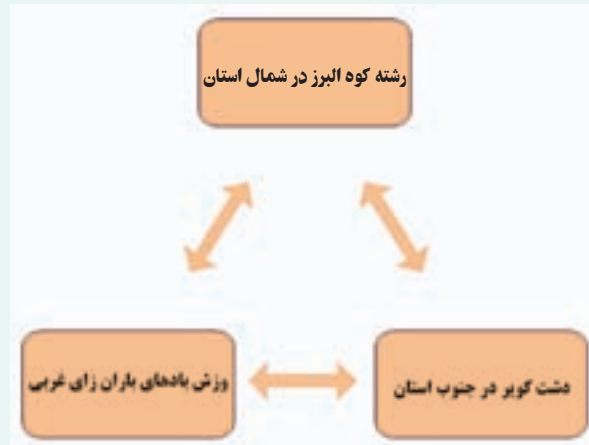 رشته کوه البرز در شمال استان
وزش بادهای باران زای غربی
دشت کویر در جنوب استان